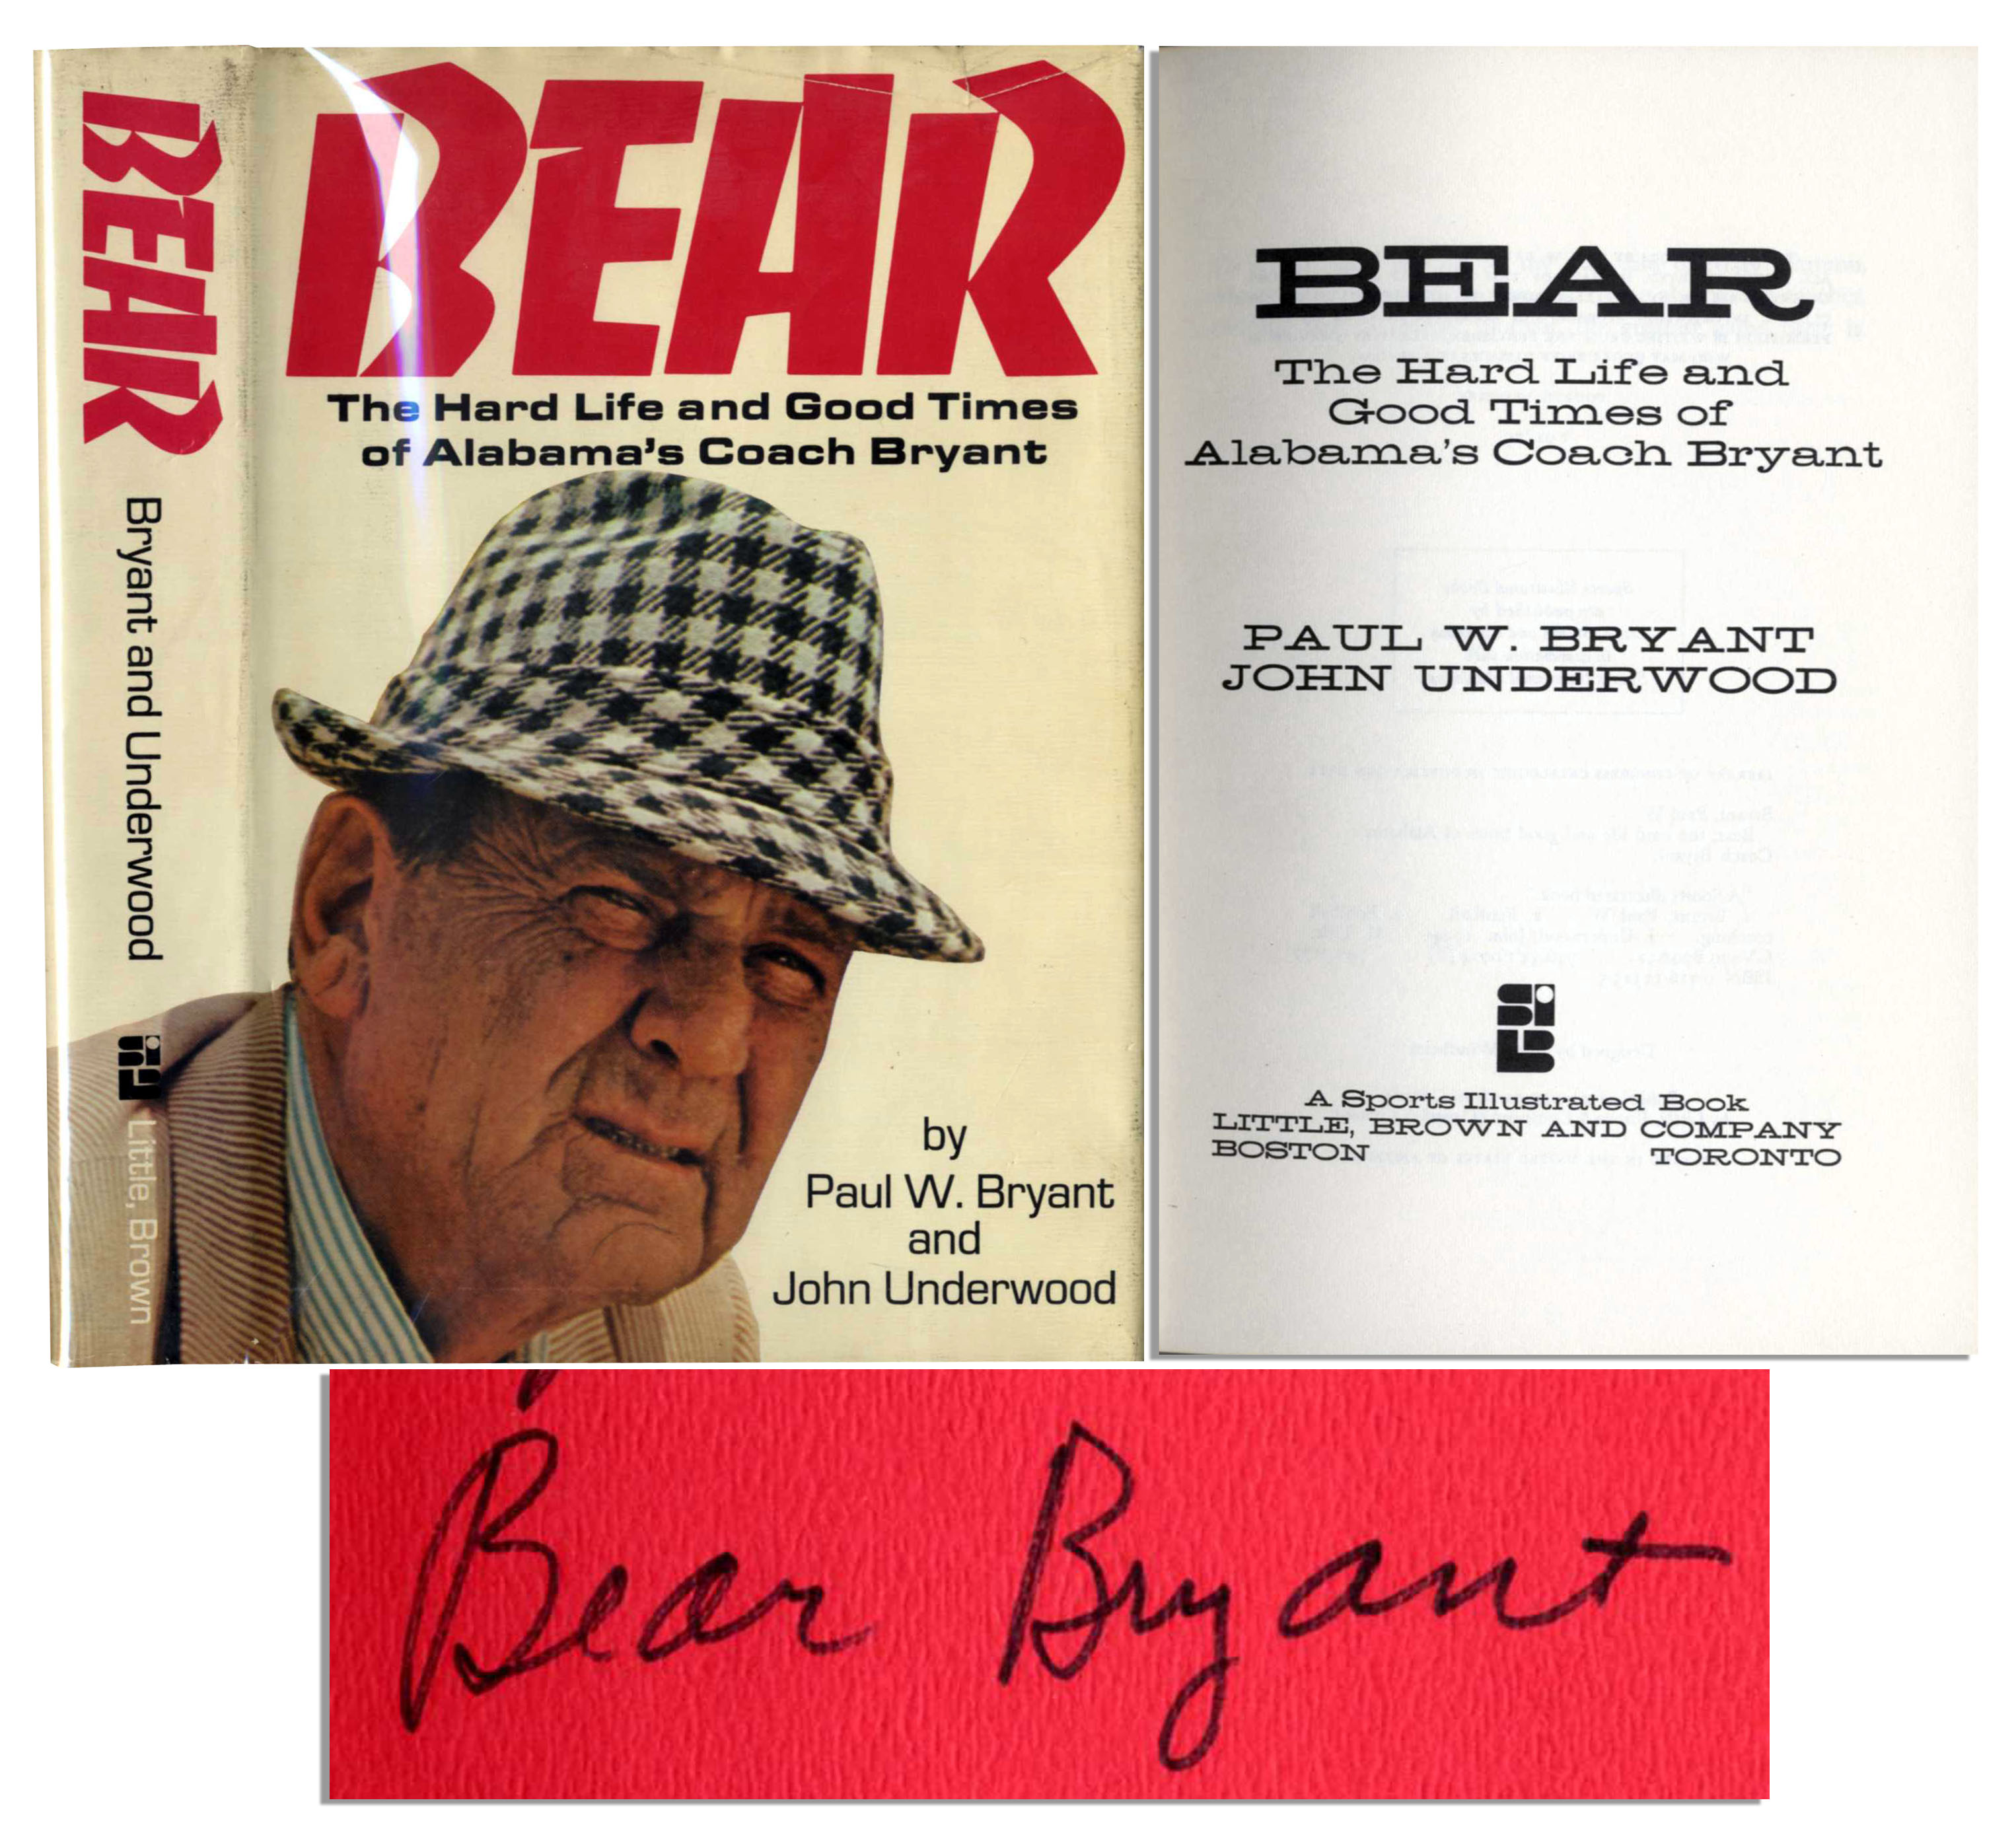 BEAR
Bryant and Underwood
Little, Brown
BEAR
The Hard Life and Good Times
of Alabama's Coach Bryant
by
Paul W. Bryant
and
John Underwood
BEAR
The Hard Life and
Good Times of
Alabama's Coach Bryant
PAUL W. BRYANT
JOHN UNDERWOOD
SI
LB
A Sports Illustrated Book
LITTLE, BROWN AND COMPANY
BOSTON TORONTO
Bear Bryant